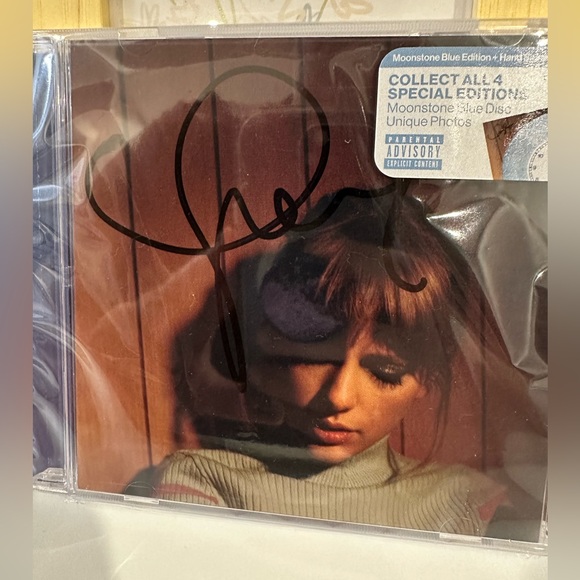 Moonstone Blue Edition + Hand
COLLECT ALL 4
SPECIAL EDITIONS
Moonstone Blue Disc
Unique Photos
PARENTAL
ADVISORY
EXPLICIT CONTENT